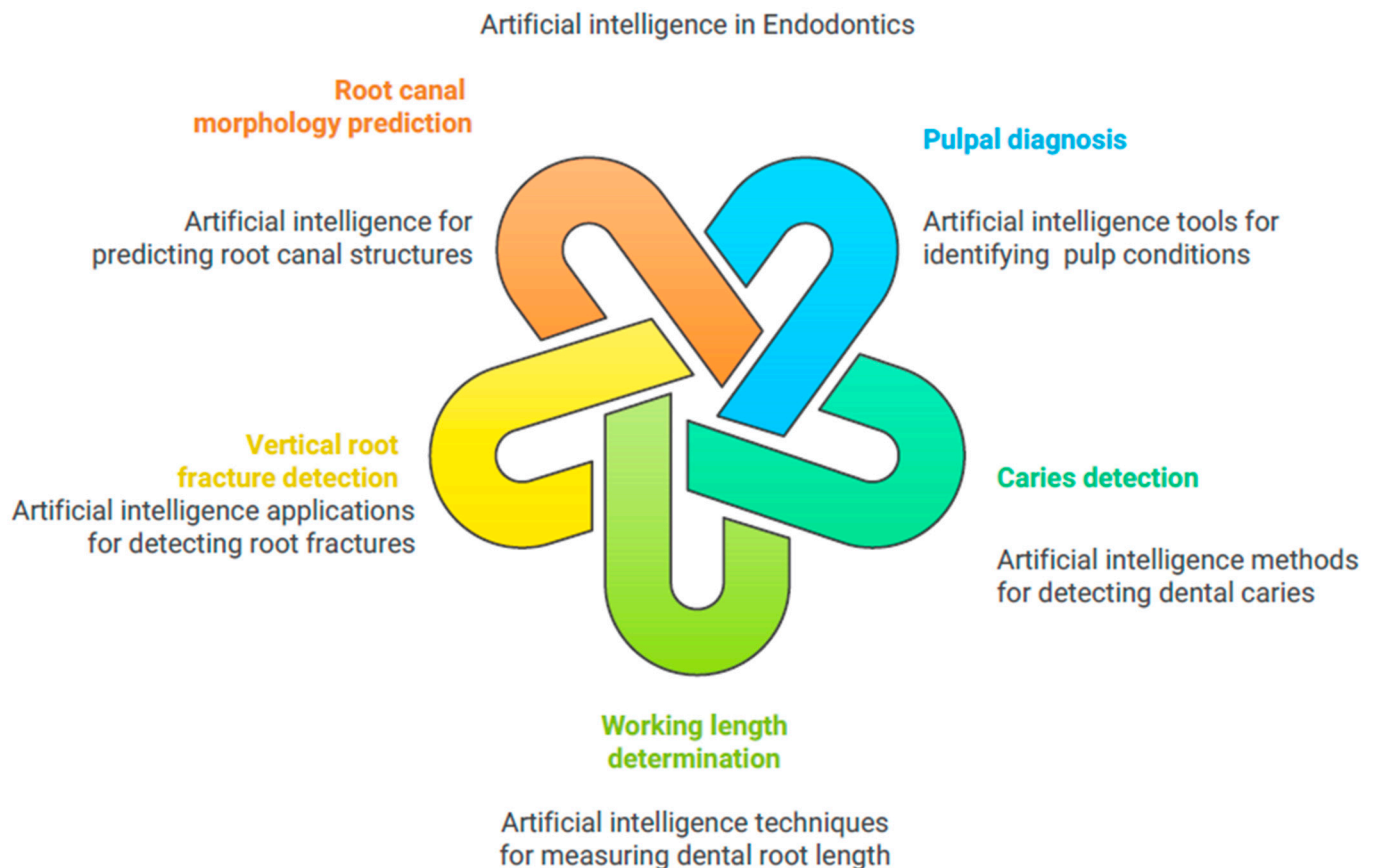 Artificial intelligence in Endodontics
Root canal
morphology prediction
Artificial intelligence for
predicting root canal structures
Pulpal diagnosis
Artificial intelligence tools for
identifying pulp conditions
Vertical root
fracture detection
Artificial intelligence applications
for detecting root fractures
Caries detection
Artificial intelligence methods
for detecting dental caries
Working length
determination
Artificial intelligence techniques
for measuring dental root length